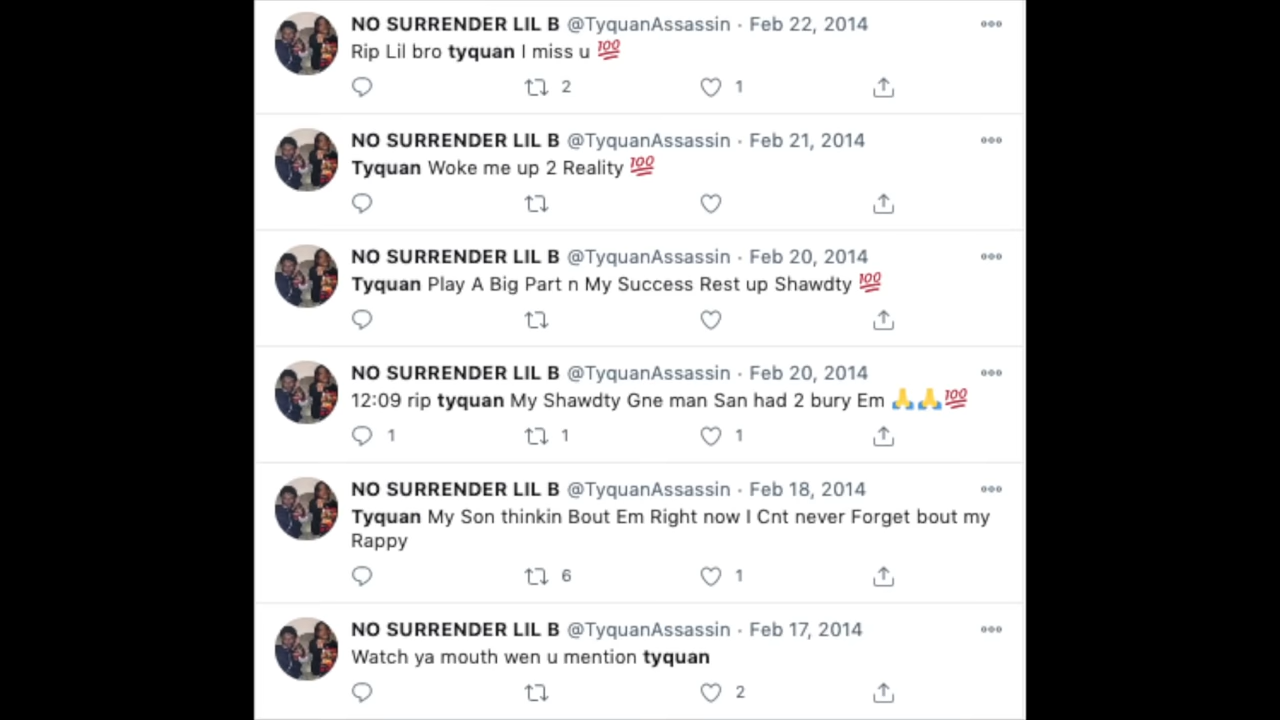 NO SURRENDER LIL B @TyquanAssassin · Feb 22, 2014
Rip Lil bro tyquan I miss u 💯
2 1
NO SURRENDER LIL B @TyquanAssassin · Feb 21, 2014
Tyquan Woke me up 2 Reality 💯
NO SURRENDER LIL B @TyquanAssassin · Feb 20, 2014
Tyquan Play A Big Part n My Success Rest up Shawdty 💯
NO SURRENDER LIL B @TyquanAssassin · Feb 20, 2014
12:09 rip tyquan My Shawdty Gne man San had 2 bury Em 🙏🙏💯
1 1 1
NO SURRENDER LIL B @TyquanAssassin · Feb 18, 2014
Tyquan My Son thinkin Bout Em Right now I Cnt never Forget bout my
Rappy
6 1
NO SURRENDER LIL B @TyquanAssassin · Feb 17, 2014
Watch ya mouth wen u mention tyquan
2